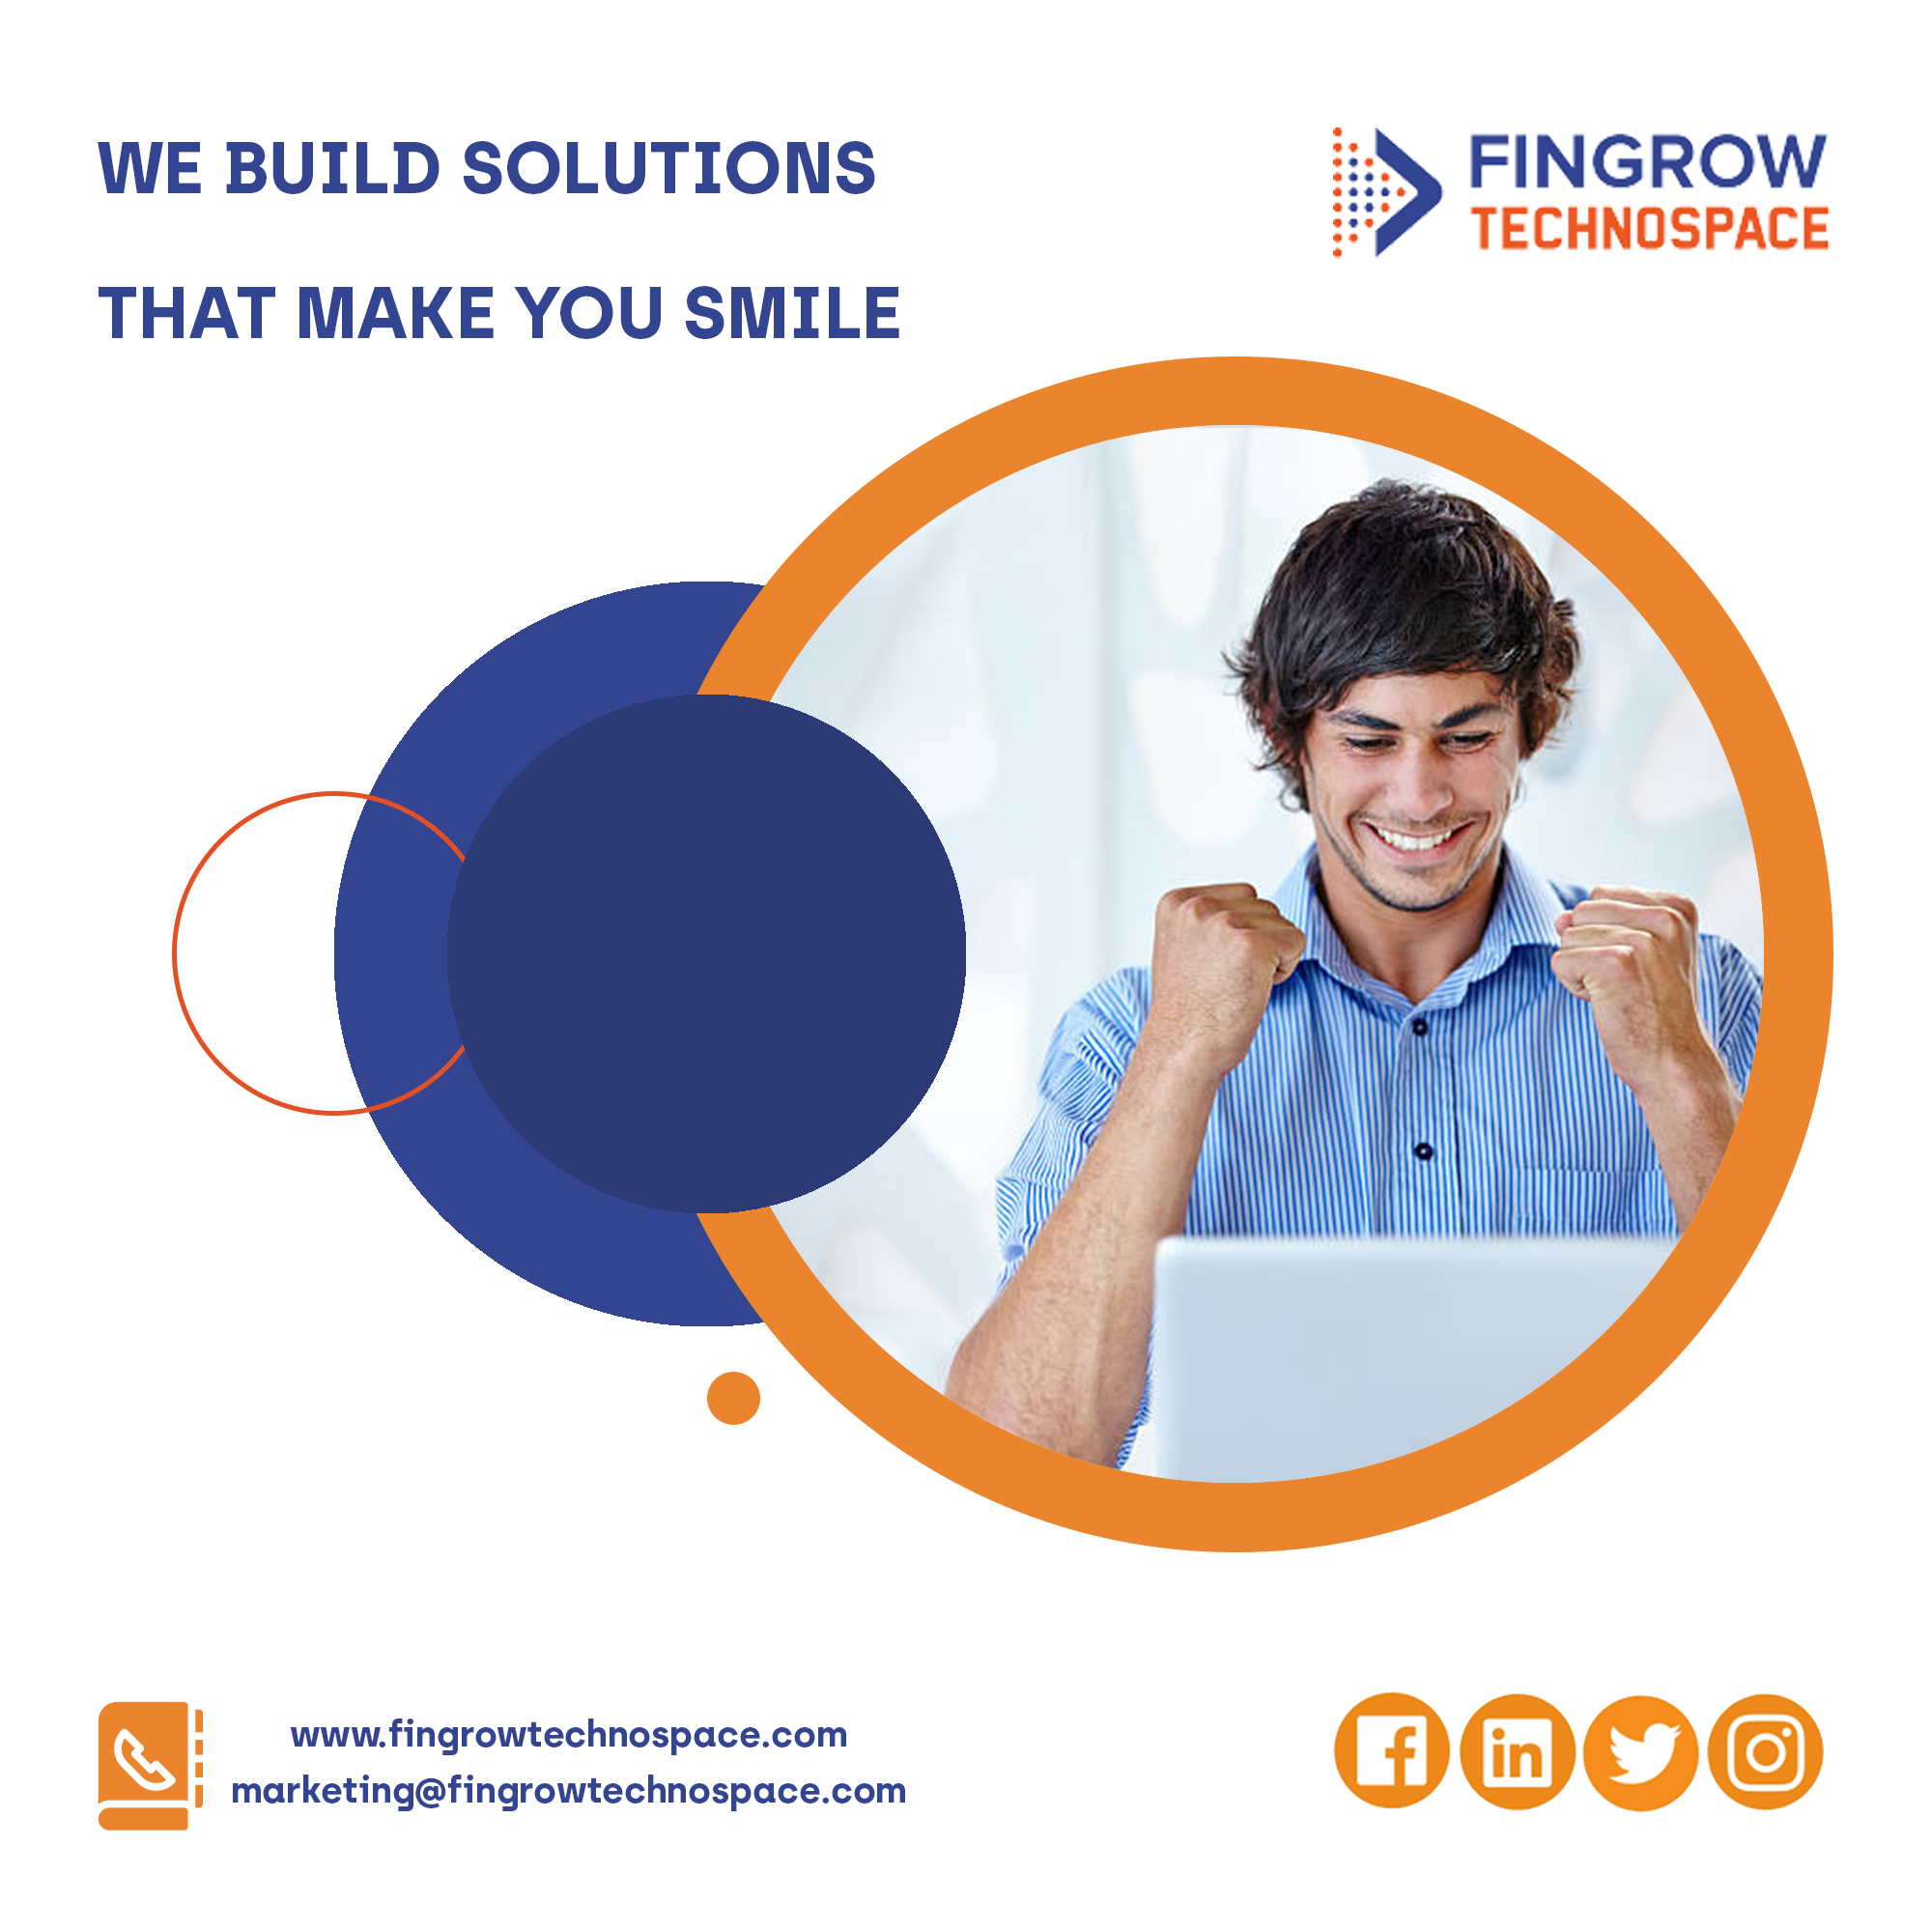 WE BUILD SOLUTIONS
THAT MAKE YOU SMILE
FINGROW
TECHNOSPACE
www.fingrowtechnospace.com
marketing@fingrowtechnospace.com